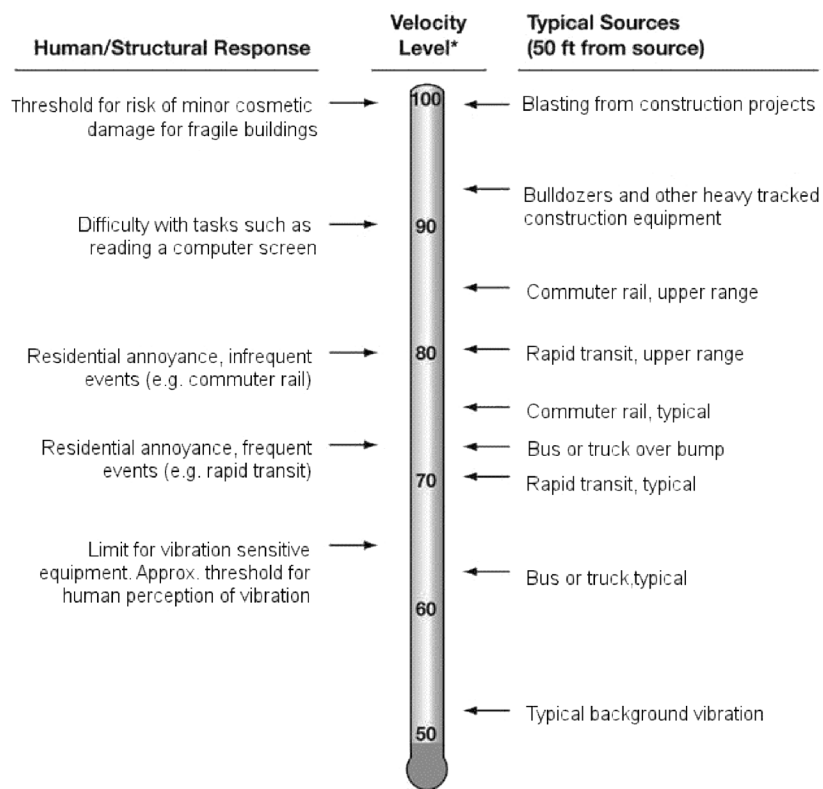 Human/Structural Response
Velocity
Level*
Typical Sources
(50 ft from source)
Threshold for risk of minor cosmetic
damage for fragile buildings
100
Blasting from construction projects
Bulldozers and other heavy tracked
construction equipment
Difficulty with tasks such as
reading a computer screen
90
Commuter rail, upper range
Residential annoyance, infrequent
events (e.g. commuter rail)
80
Rapid transit, upper range
Commuter rail, typical
Residential annoyance, frequent
events (e.g. rapid transit)
Bus or truck over bump
70
Rapid transit, typical
Limit for vibration sensitive
equipment. Approx. threshold for
human perception of vibration
Bus or truck,typical
60
Typical background vibration
50